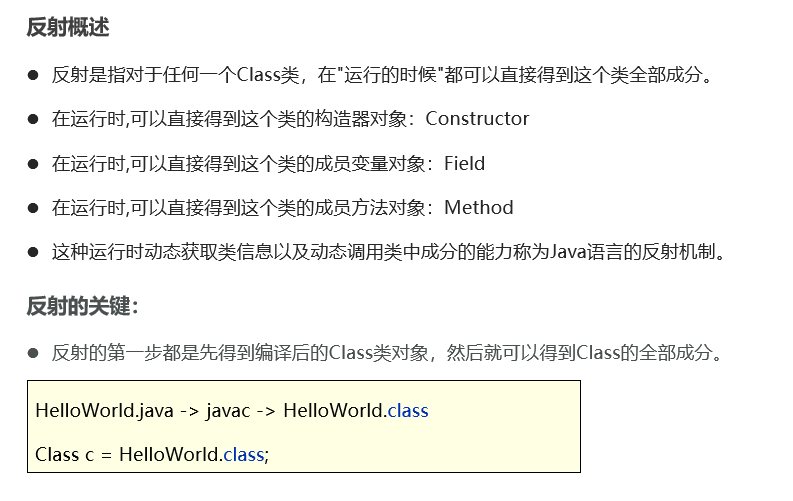 反射概述
● 反射是指对于任何一个Class类，在"运行的时候"都可以直接得到这个类全部成分。
● 在运行时,可以直接得到这个类的构造器对象：Constructor
● 在运行时,可以直接得到这个类的成员变量对象：Field
● 在运行时,可以直接得到这个类的成员方法对象：Method
● 这种运行时动态获取类信息以及动态调用类中成分的能力称为Java语言的反射机制。
反射的关键：
● 反射的第一步都是先得到编译后的Class类对象，然后就可以得到Class的全部成分。
HelloWorld.java -> javac -> HelloWorld.class
Class c = HelloWorld.class;